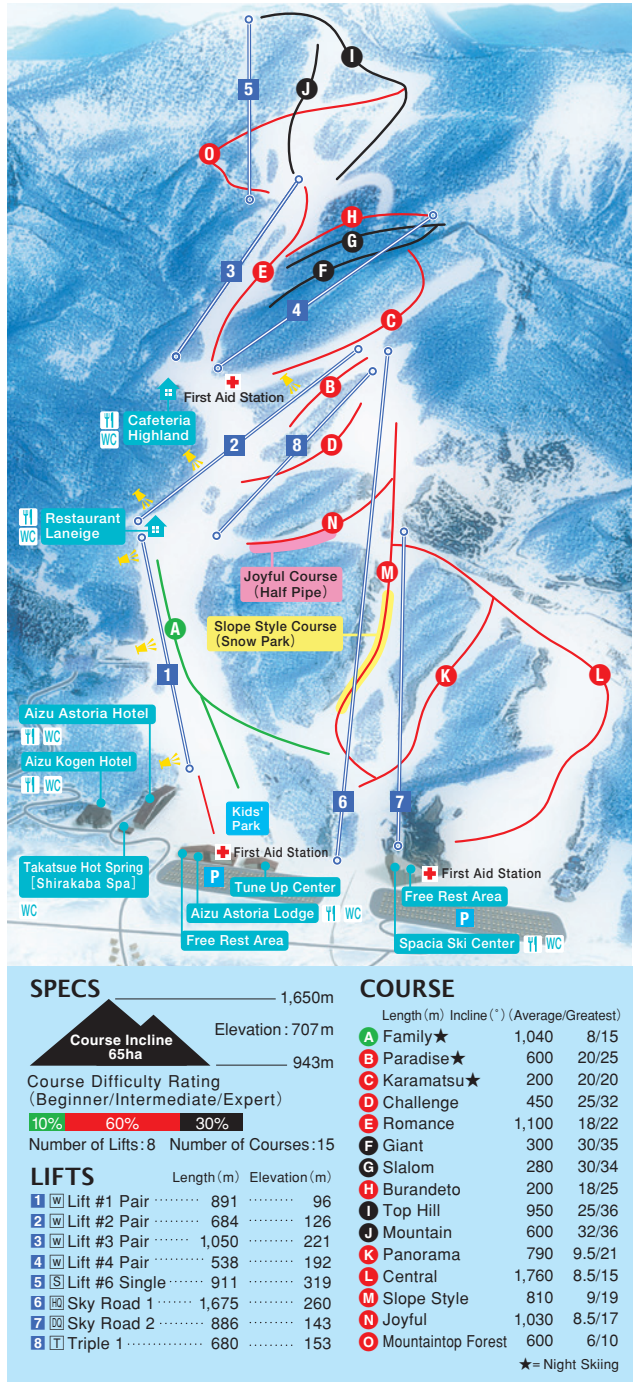 I
5
J
O
H
G
3
E
F
4
C
First Aid Station
B
Cafeteria
Highland
WC
2
8
D
Restaurant
Laneige
WC
N
Joyful Course
(Half Pipe)
M
A
Slope Style Course
(Snow Park)
1
K
L
Aizu Astoria Hotel
WC
Aizu Kogen Hotel
WC
6
7
Kids'
Park
Takatsue Hot Spring
[Shirakaba Spa]
WC
First Aid Station
First Aid Station
P
Tune Up Center
Free Rest Area
Aizu Astoria Lodge
WC
P
Free Rest Area
Spacia Ski Center
WC
SPECS
1,650m
Elevation:707m
Course Incline
65ha
943m
Course Difficulty Rating
(Beginner/Intermediate/Expert)
10% 60% 30%
Number of Lifts:8 Number of Courses:15
LIFTS Length(m) Elevation(m)
1 W Lift #1 Pair 891 96
2 W Lift #2 Pair 684 126
3 W Lift #3 Pair 1,050 221
4 W Lift #4 Pair 538 192
5 S Lift #6 Single 911 319
6 HQ Sky Road 1 1,675 260
7 DQ Sky Road 2 886 143
8 T Triple 1 680 153
COURSE
Length(m) Incline(°)(Average/Greatest)
A Family★ 1,040 8/15
B Paradise★ 600 20/25
C Karamatsu★ 200 20/20
D Challenge 450 25/32
E Romance 1,100 18/22
F Giant 300 30/35
G Slalom 280 30/34
H Burandeto 200 18/25
I Top Hill 950 25/36
J Mountain 600 32/36
K Panorama 790 9.5/21
L Central 1,760 8.5/15
M Slope Style 810 9/19
N Joyful 1,030 8.5/17
O Mountaintop Forest 600 6/10
★=Night Skiing